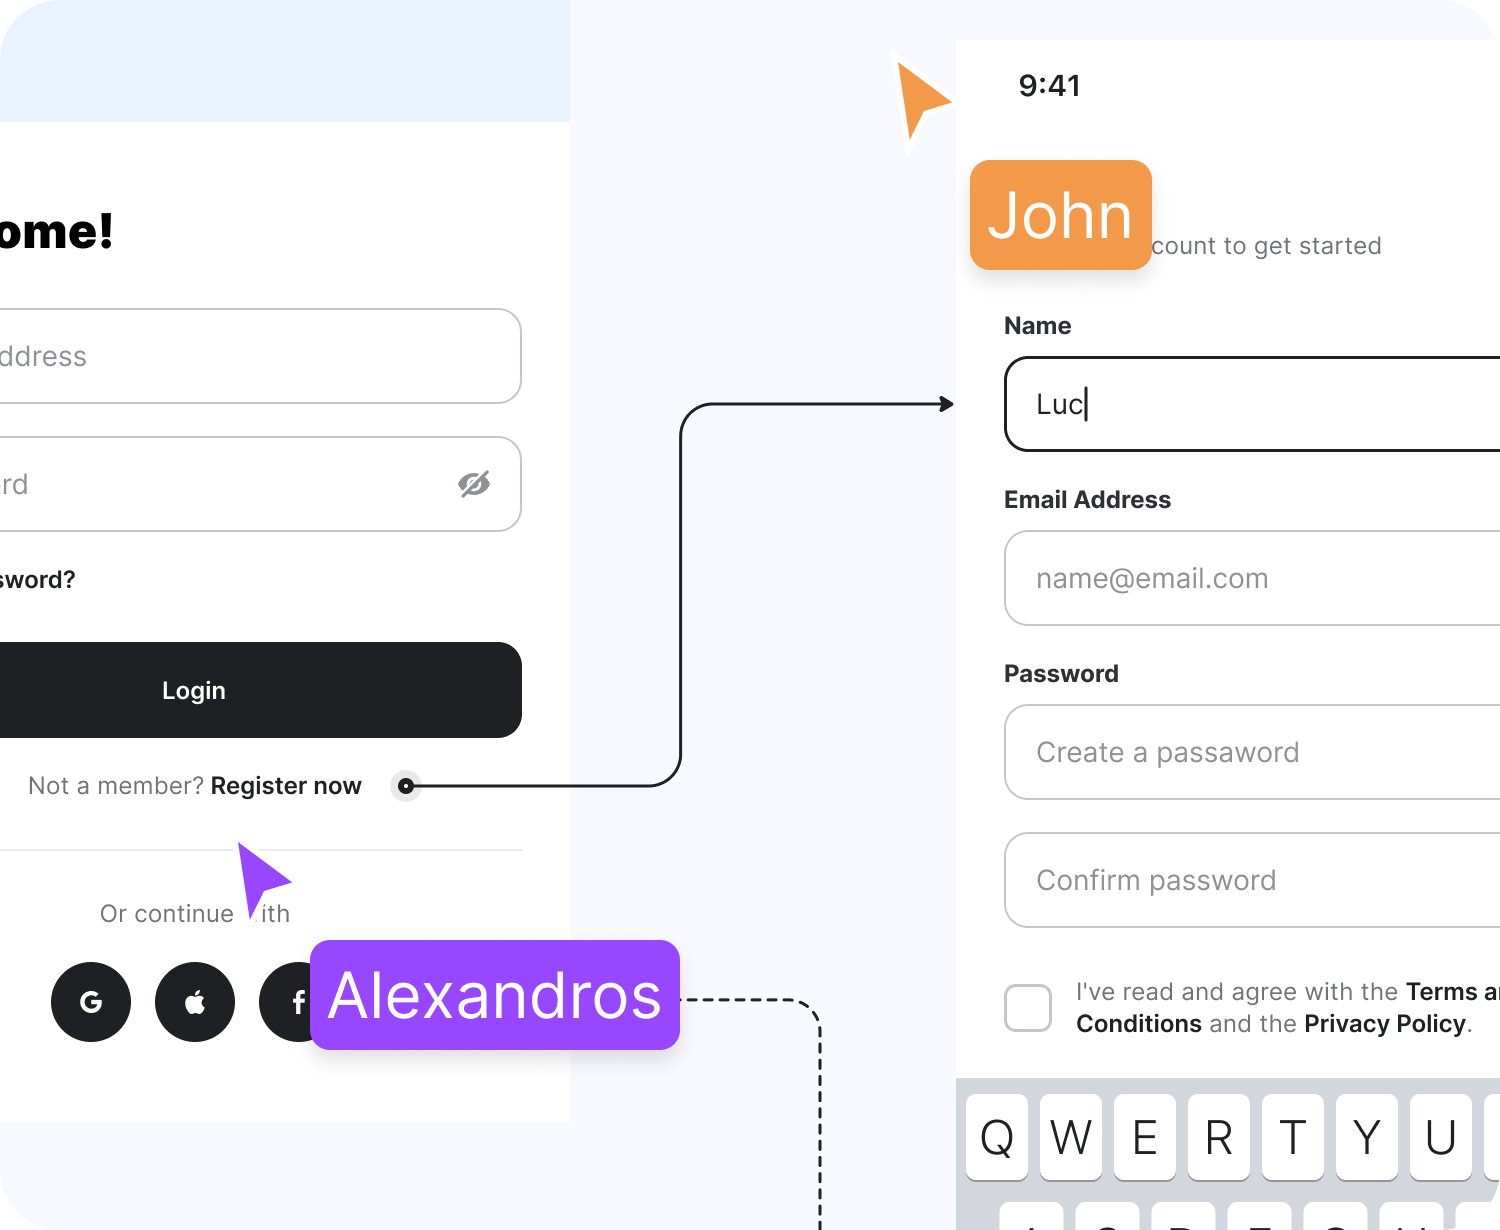 ome!
ddress
rd
sword?
Login
Not a member? Register now
Or continue ith
G
f
Alexandros
9:41
John
count to get started
Name
Luc
Email Address
name@email.com
Password
Create a passaword
Confirm password
I've read and agree with the Terms a
Conditions and the Privacy Policy.
Q W E R T Y U